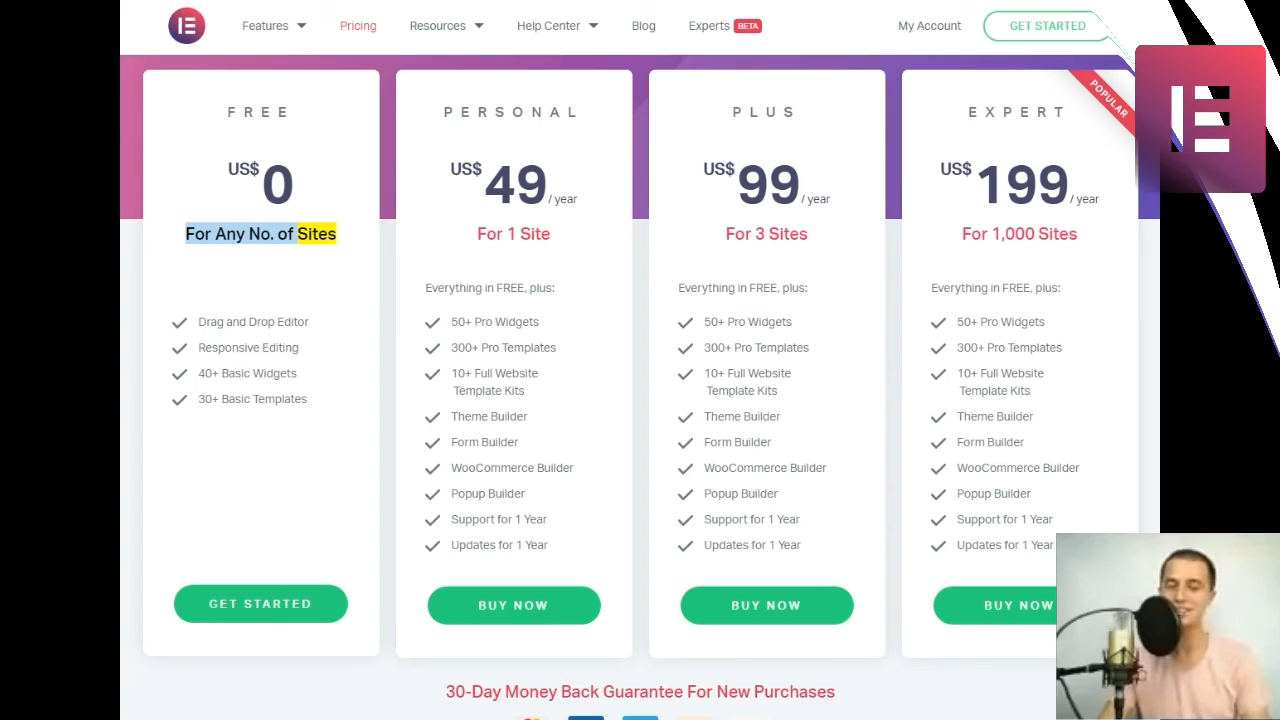 Features
Pricing
Resources
Help Center
Blog
Experts BETA
My Account
GET STARTED
FREE
US$ 0
For Any No. of Sites
Drag and Drop Editor
Responsive Editing
40+ Basic Widgets
30+ Basic Templates
GET STARTED
PERSONAL
US$ 49 / year
For 1 Site
Everything in FREE, plus:
50+ Pro Widgets
300+ Pro Templates
10+ Full Website
Template Kits
Theme Builder
Form Builder
WooCommerce Builder
Popup Builder
Support for 1 Year
Updates for 1 Year
BUY NOW
PLUS
US$ 99 / year
For 3 Sites
Everything in FREE, plus:
50+ Pro Widgets
300+ Pro Templates
10+ Full Website
Template Kits
Theme Builder
Form Builder
WooCommerce Builder
Popup Builder
Support for 1 Year
Updates for 1 Year
BUY NOW
POPULAR
EXPERT
US$ 199 / year
For 1,000 Sites
Everything in FREE, plus:
50+ Pro Widgets
300+ Pro Templates
10+ Full Website
Template Kits
Theme Builder
Form Builder
WooCommerce Builder
Popup Builder
Support for 1 Year
Updates for 1 Year
BUY NOW
30-Day Money Back Guarantee For New Purchases